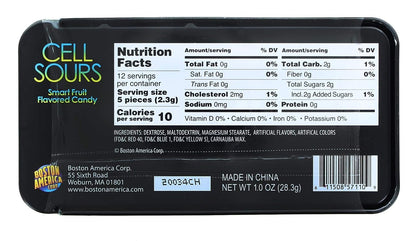 CELL
SOURS
Smart Fruit
Flavored Candy
Nutrition
Facts
12 servings
per container
Serving size
5 pieces (2.3g)
Calories
per serving 10
Amount/serving % DV
Total Fat 0g 0%
Sat. Fat 0g 0%
Trans Fat 0g
Cholesterol 2mg 1%
Sodium 0mg 0%
Amount/serving % DV
Total Carb. 2g 1%
Fiber 0g 0%
Total Sugars 2g
Incl.2g Added Sugars 1%
Protein 0g
Vitamin D 0% • Calcium 0% • Iron 0% • Potassium 0%
INGREDIENTS: DEXTROSE, MALTODEXTRIN, MAGNESIUM STEARATE, ARTIFICIAL FLAVORS, ARTIFICIAL COLORS
(FD&C RED 40, FD&C BLUE 1, FD&C YELLOW 5), CARNAUBA WAX.
© Boston America Corp.
BOSTON
AMERICA
CORP
Boston America Corp.
55 Sixth Road
Woburn, MA 01801
www.bostonamerica.com
20034CH
MADE IN CHINA
NET WT 1.0 OZ (28.3g)
11508"57110